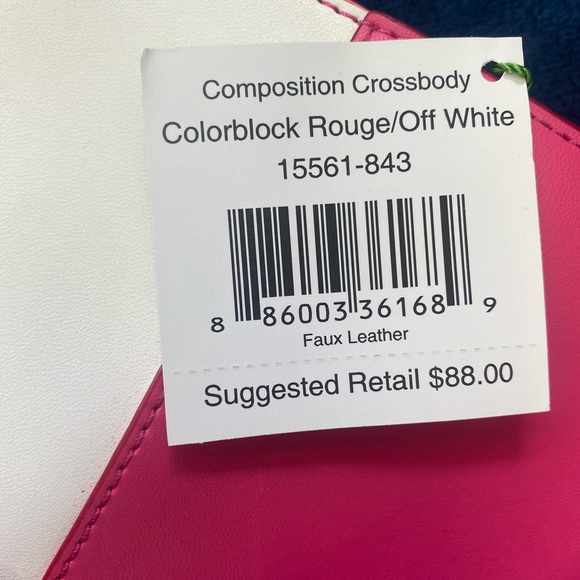 Composition Crossbody
Colorblock Rouge/Off White
15561-843
8 86003 36168 9
Faux Leather
Suggested Retail $88.00